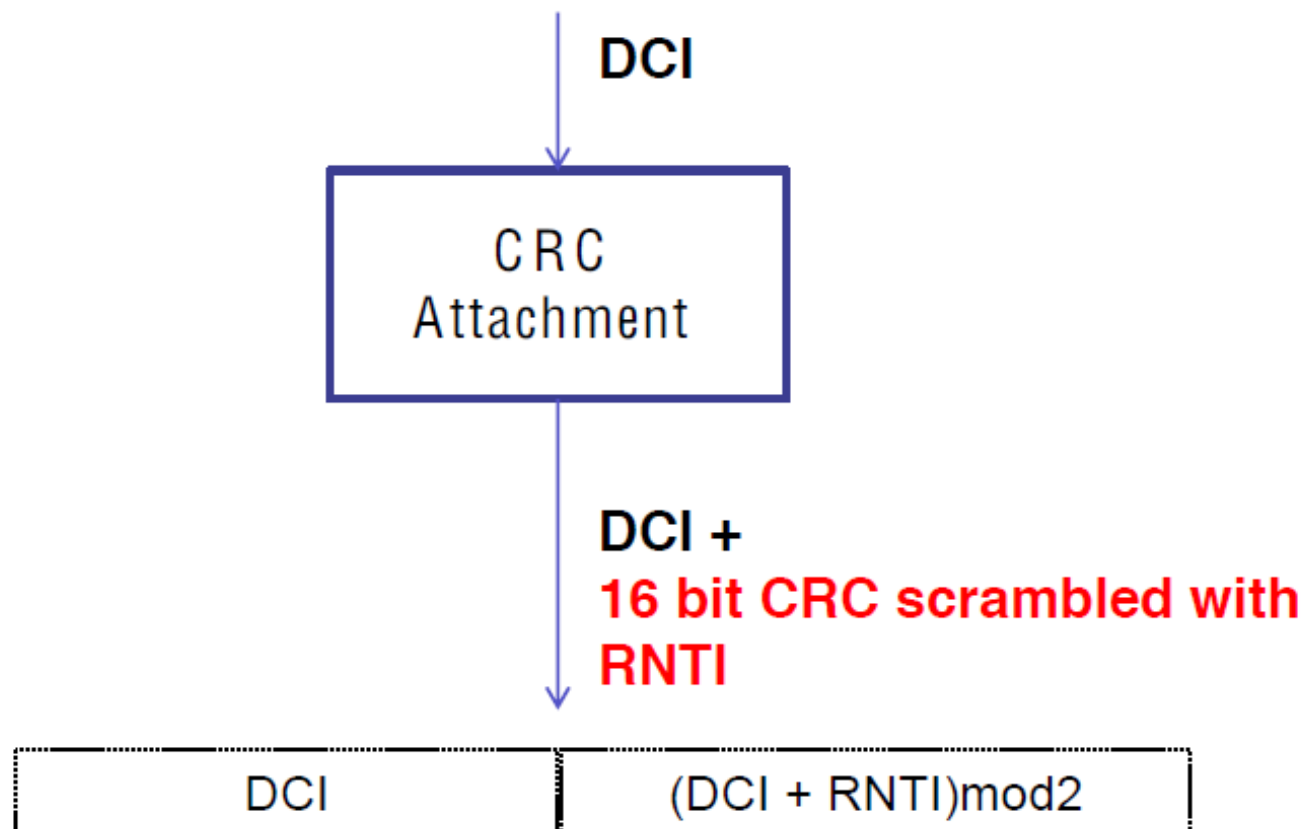 DCI
CRC
Attachment
DCI +
16 bit CRC scrambled with
RNTI
DCI
(DCI + RNTI)mod2